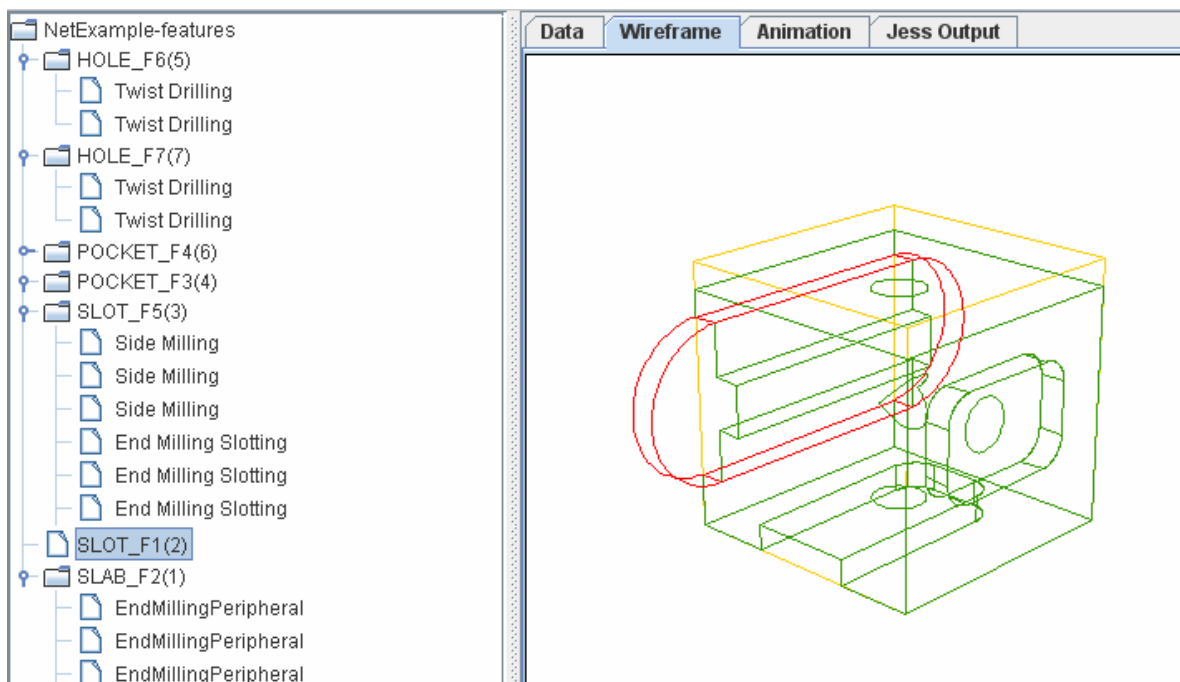 NetExample-features
HOLE_F6(5)
Twist Drilling
Twist Drilling
HOLE_F7(7)
Twist Drilling
Twist Drilling
POCKET_F4(6)
POCKET_F3(4)
SLOT_F5(3)
Side Milling
Side Milling
Side Milling
End Milling Slotting
End Milling Slotting
End Milling Slotting
SLOT_F1(2)
SLAB_F2(1)
EndMillingPeripheral
EndMillingPeripheral
EndMillingPeripheral
Data Wireframe Animation Jess Output